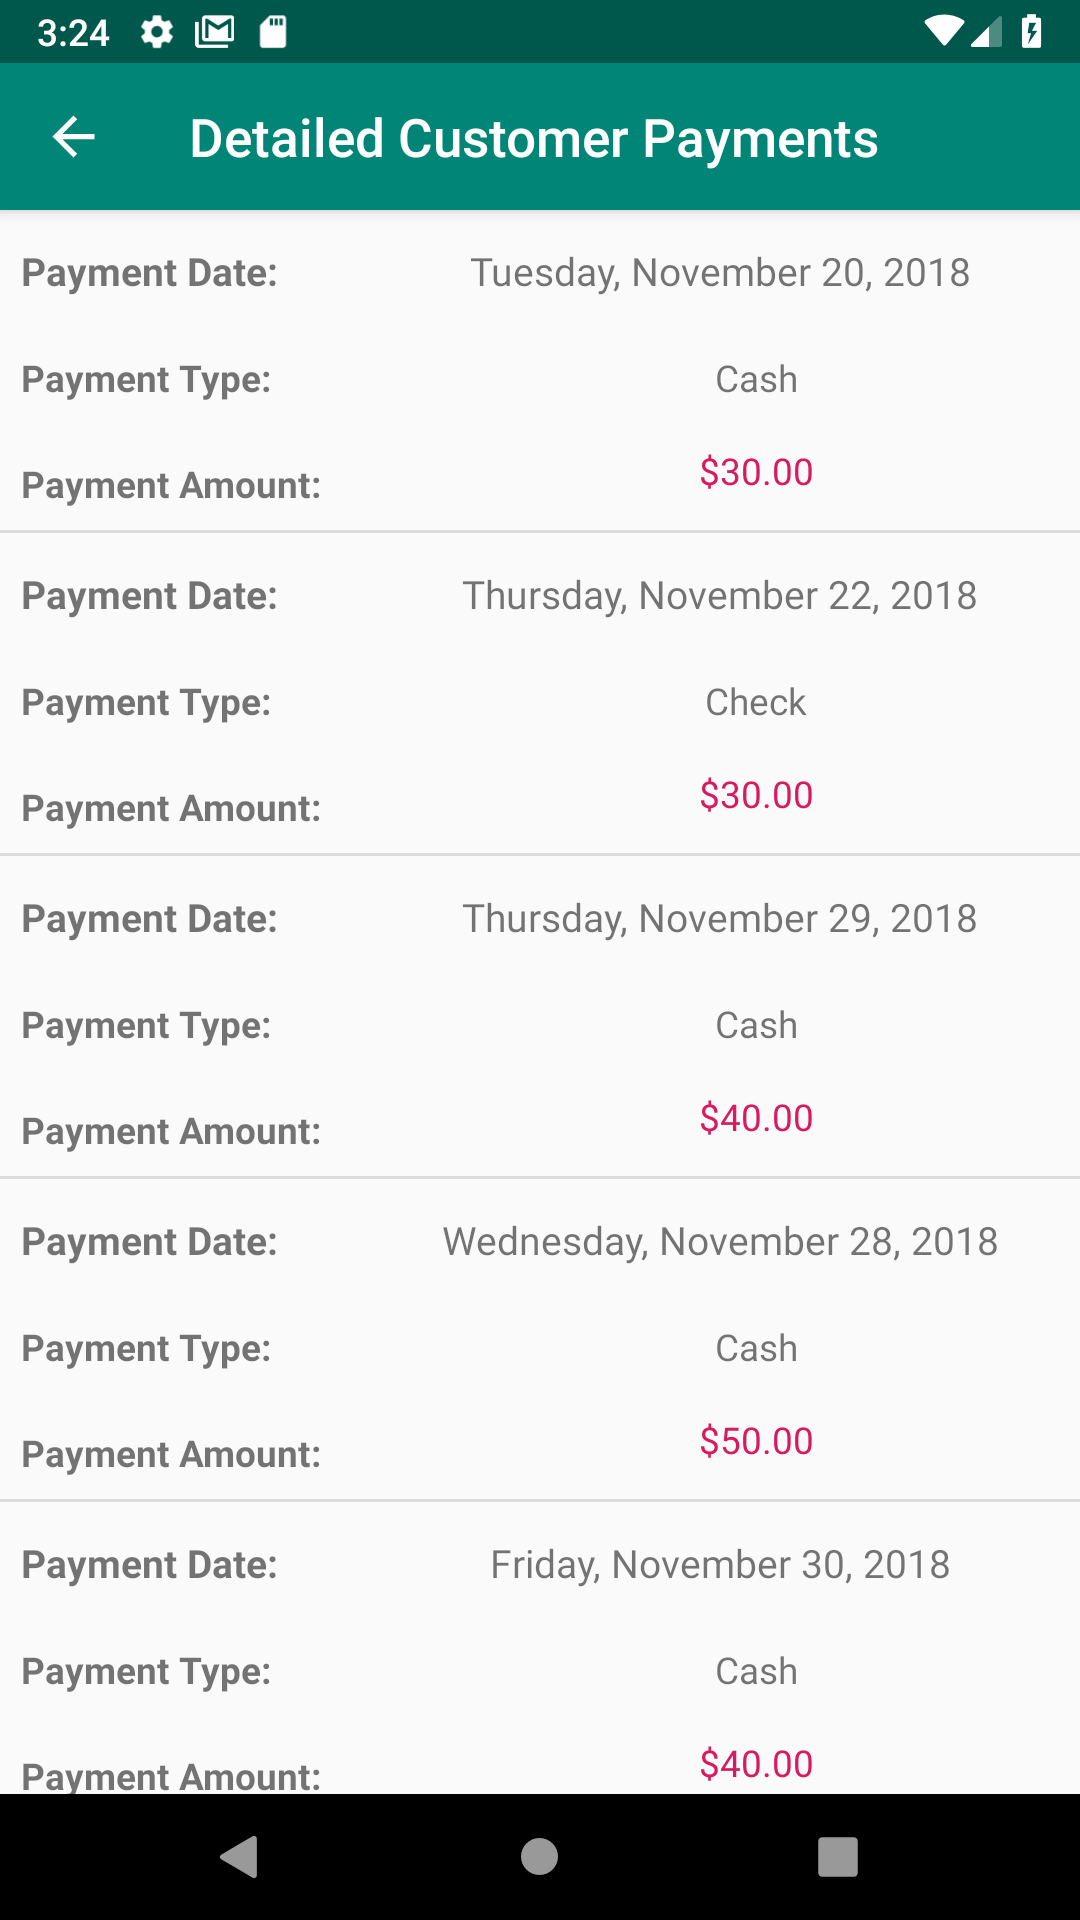 3:24
Detailed Customer Payments
Payment Date: Tuesday, November 20, 2018
Payment Type: Cash
Payment Amount: $30.00
Payment Date: Thursday, November 22, 2018
Payment Type: Check
Payment Amount: $30.00
Payment Date: Thursday, November 29, 2018
Payment Type: Cash
Payment Amount: $40.00
Payment Date: Wednesday, November 28, 2018
Payment Type: Cash
Payment Amount: $50.00
Payment Date: Friday, November 30, 2018
Payment Type: Cash
Payment Amount: $40.00